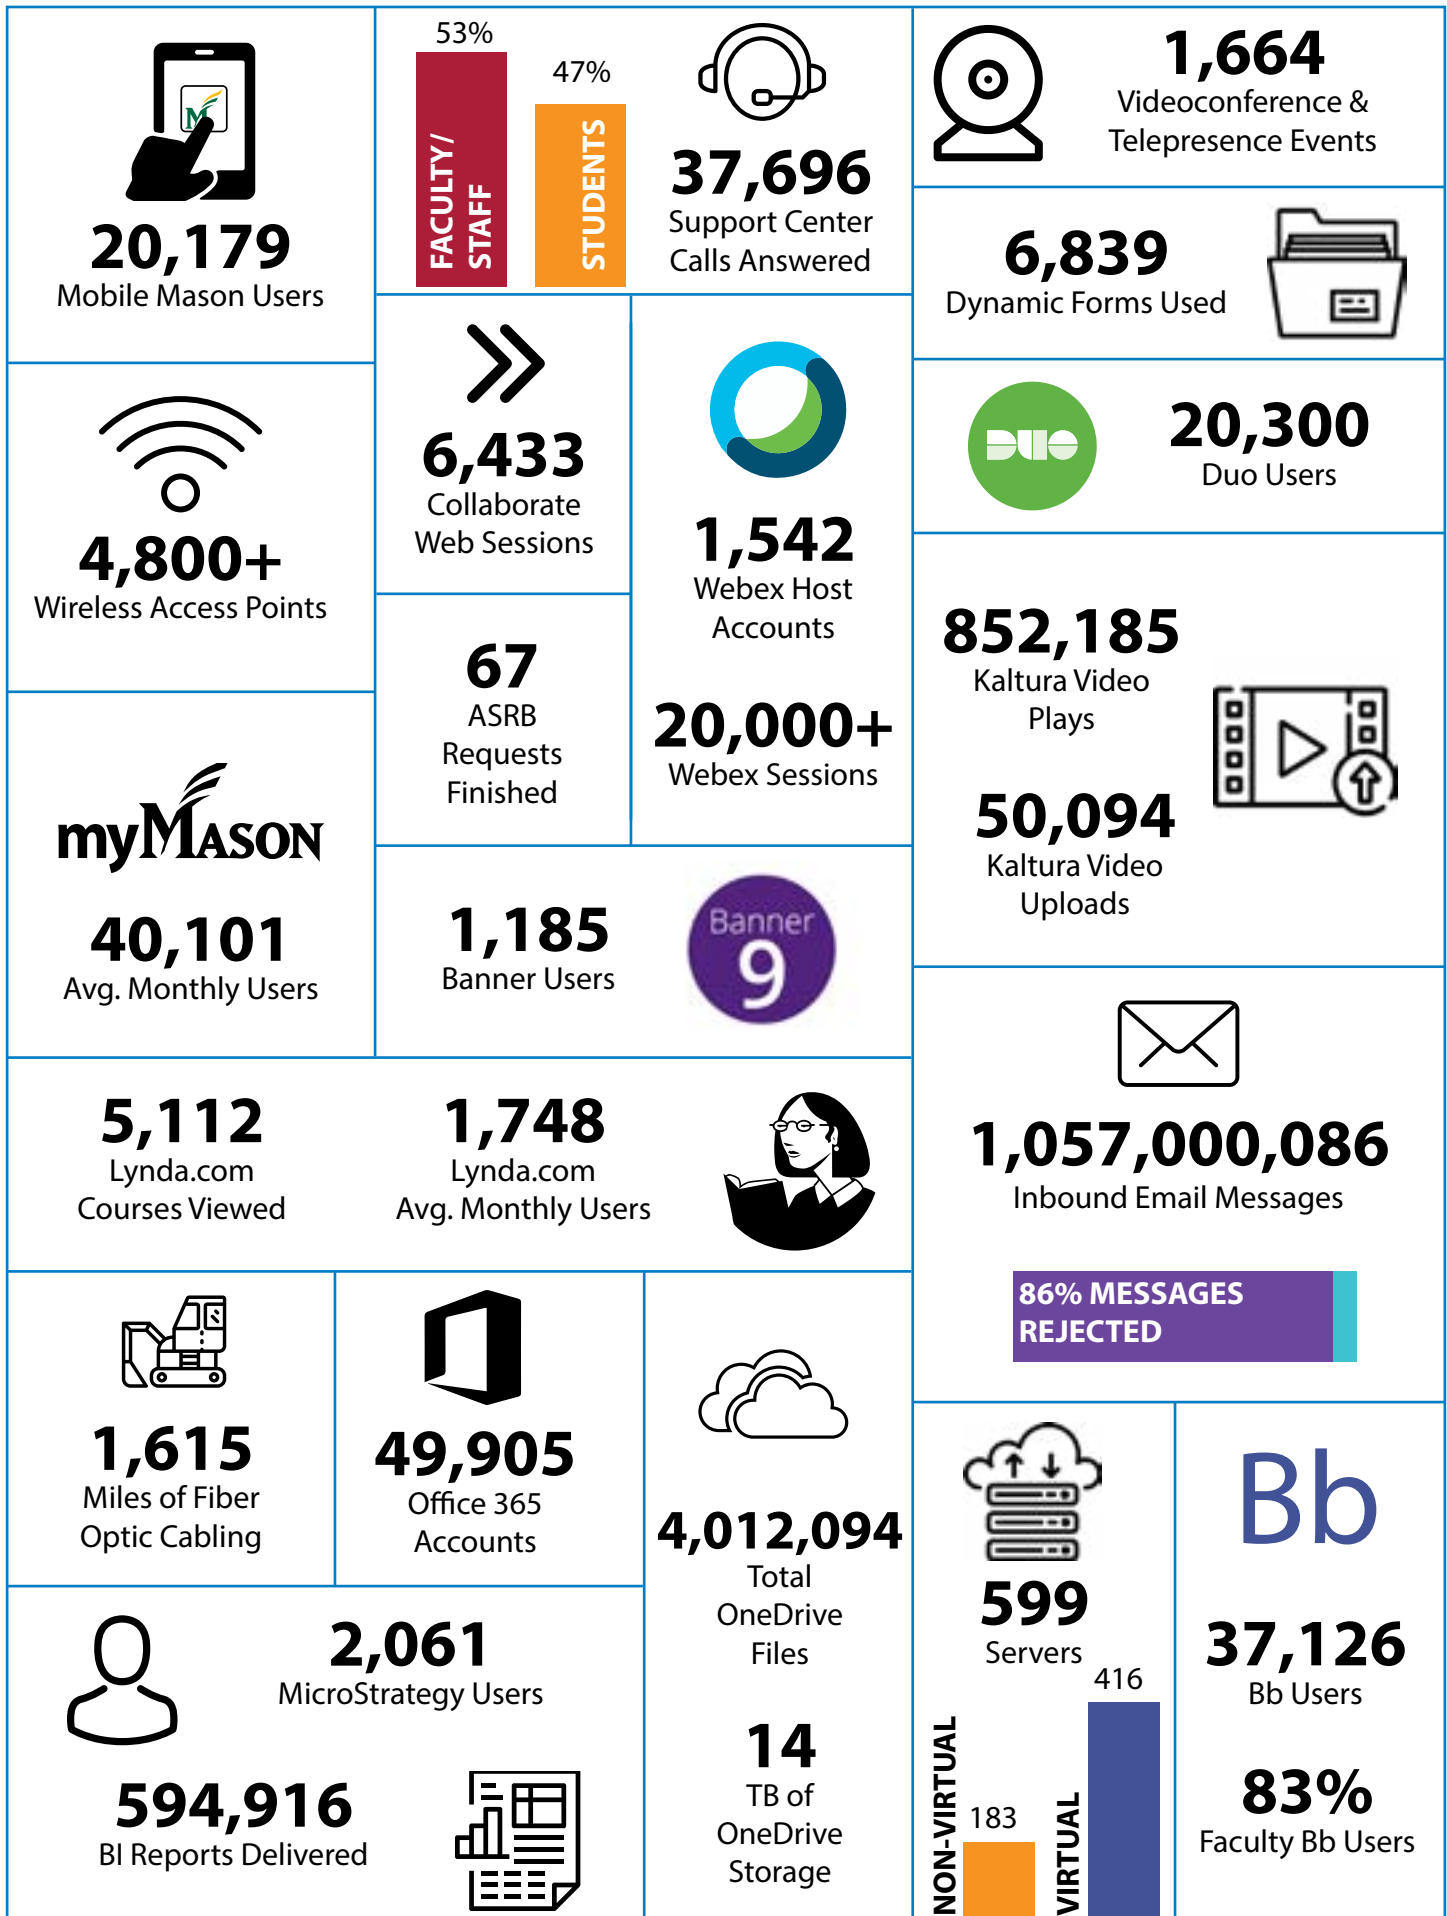 M
20,179
Mobile Mason Users
53%
47%
FACULTY/
STAFF
STUDENTS
37,696
Support Center
Calls Answered
1,664
Videoconference &
Telepresence Events
6,839
Dynamic Forms Used
4,800+
Wireless Access Points
6,433
Collaborate
Web Sessions
1,542
Webex Host
Accounts
20,000+
Webex Sessions
DUO
20,300
Duo Users
67
ASRB
Requests
Finished
852,185
Kaltura Video
Plays
50,094
Kaltura Video
Uploads
myMASON
40,101
Avg. Monthly Users
1,185
Banner Users
Banner
9
5,112
Lynda.com
Courses Viewed
1,748
Lynda.com
Avg. Monthly Users
1,057,000,086
Inbound Email Messages
86% MESSAGES
REJECTED
1,615
Miles of Fiber
Optic Cabling
49,905
Office 365
Accounts
4,012,094
Total
OneDrive
Files
14
TB of
OneDrive
Storage
2,061
MicroStrategy Users
594,916
BI Reports Delivered
599
Servers
416
183
NON-VIRTUAL
VIRTUAL
Bb
37,126
Bb Users
83%
Faculty Bb Users